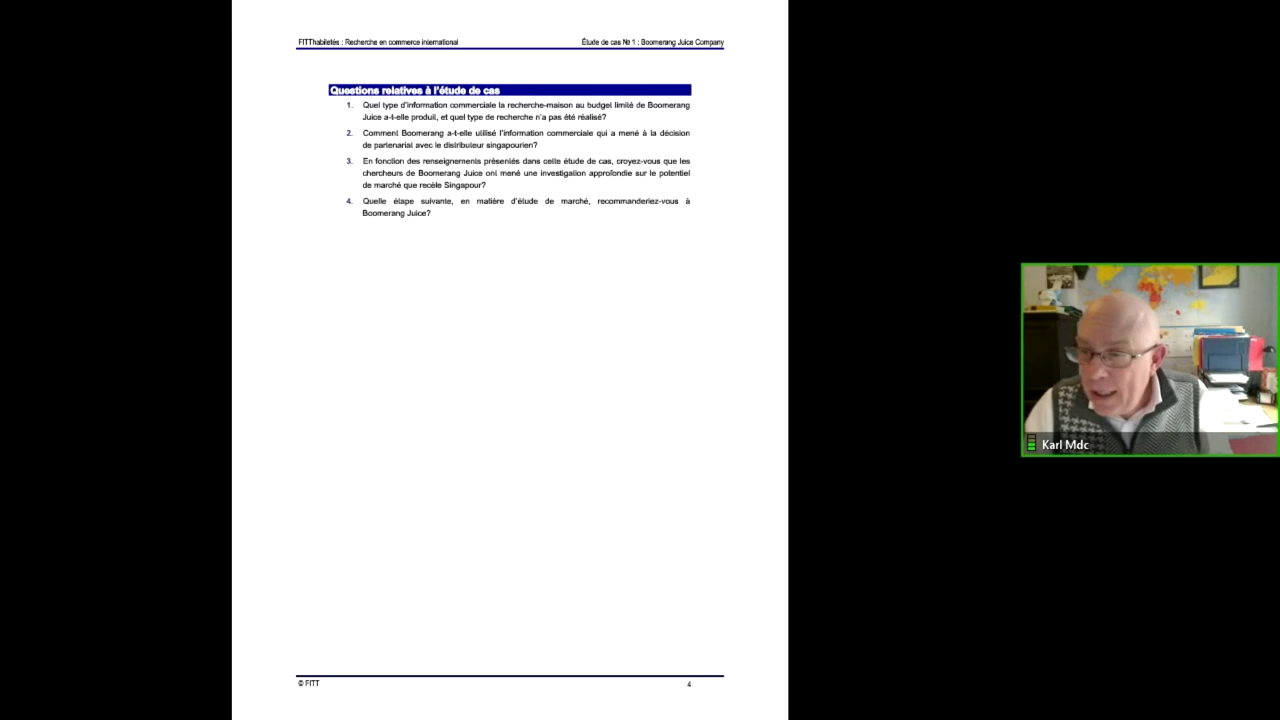 FITThabiletés : Recherche en commerce international
Étude de cas № 1 : Boomerang Juice Company
Questions relatives à l'étude de cas
1. Quel type d'information commerciale la recherche-maison au budget limité de Boomerang
Juice a-t-elle produit, et quel type de recherche n'a pas été réalisé?
2. Comment Boomerang a-t-elle utilisé l'information commerciale qui a mené à la décision
de partenariat avec le distributeur singapourien?
3. En fonction des renseignements présentés dans cette étude de cas, croyez-vous que les
chercheurs de Boomerang Juice ont mené une investigation approfondie sur le potentiel
de marché que recèle Singapour?
4. Quelle étape suivante, en matière d'étude de marché, recommanderiez-vous à
Boomerang Juice?
Karl Mdc
© FITT
4